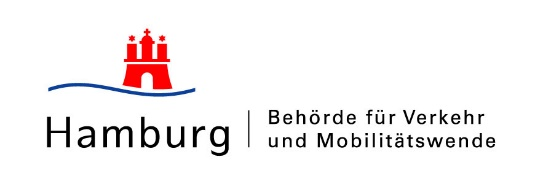 Hamburg
Behörde für Verkehr
und Mobilitätswende